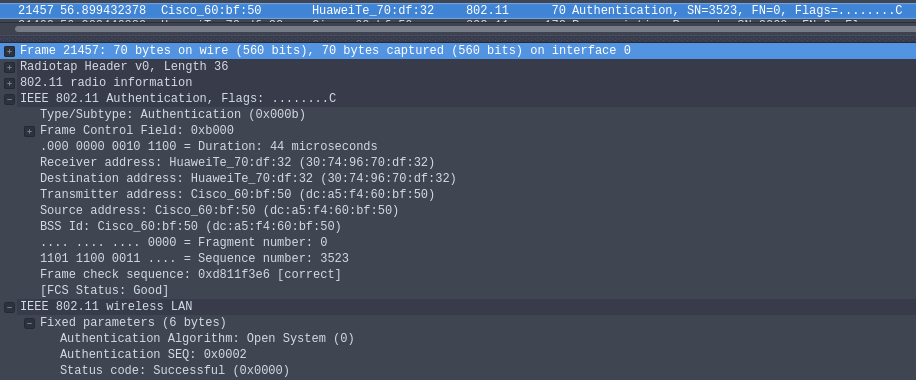 21457 56.899432378 Cisco_60:bf:50 HuaweiTe_70:df:32 802.11 70 Authentication, SN=3523, FN=0, Flags=........C
Frame 21457: 70 bytes on wire (560 bits), 70 bytes captured (560 bits) on interface 0
Radiotap Header v0, Length 36
802.11 radio information
IEEE 802.11 Authentication, Flags: ........C
Type/Subtype: Authentication (0x000b)
Frame Control Field: 0xb000
.000 0000 0010 1100 = Duration: 44 microseconds
Receiver address: HuaweiTe_70:df:32 (30:74:96:70:df:32)
Destination address: HuaweiTe_70:df:32 (30:74:96:70:df:32)
Transmitter address: Cisco_60:bf:50 (dc:a5:f4:60:bf:50)
Source address: Cisco_60:bf:50 (dc:a5:f4:60:bf:50)
BSS Id: Cisco_60:bf:50 (dc:a5:f4:60:bf:50)
.... .... .... 0000 = Fragment number: 0
1101 1100 0011 .... = Sequence number: 3523
Frame check sequence: 0xd811f3e6 [correct]
[FCS Status: Good]
IEEE 802.11 wireless LAN
Fixed parameters (6 bytes)
Authentication Algorithm: Open System (0)
Authentication SEQ: 0x0002
Status code: Successful (0x0000)